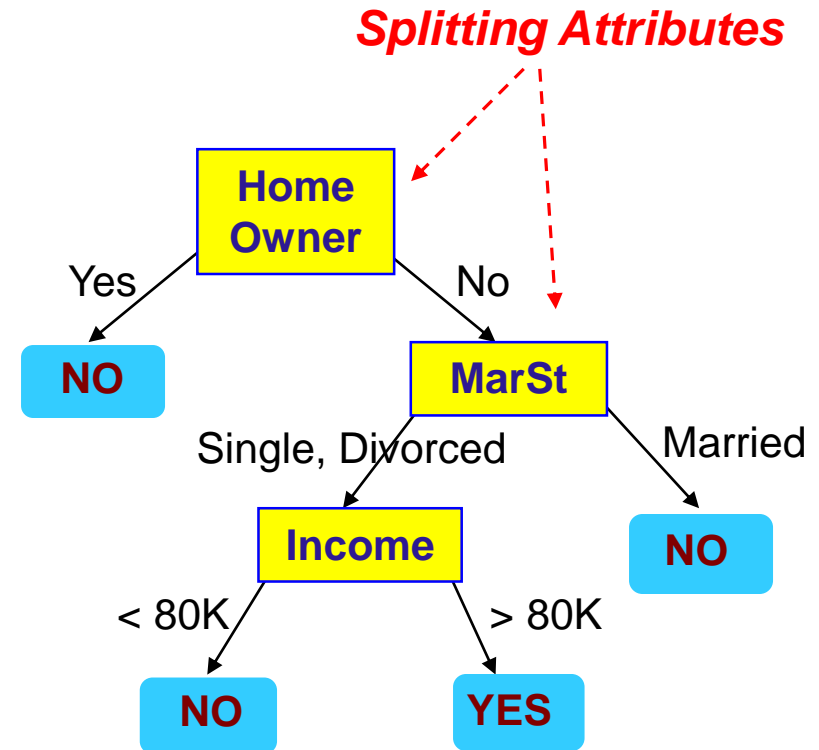 Splitting Attributes
Home
Owner
Yes
No
NO
MarSt
Single, Divorced
Married
Income
NO
< 80K
> 80K
NO
YES